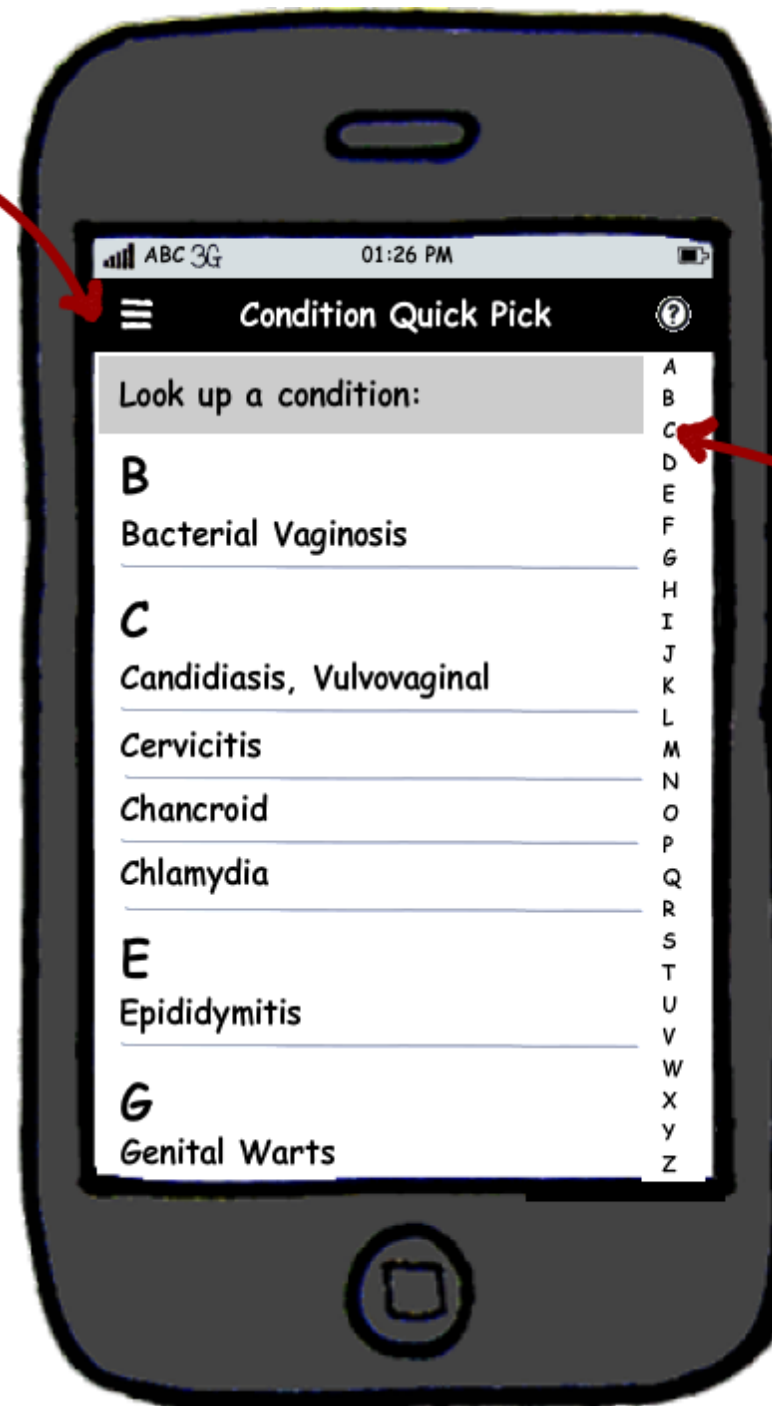 ABC 3G 01:26 PM
Condition Quick Pick ?
Look up a condition:
B
Bacterial Vaginosis
C
Candidiasis, Vulvovaginal
Cervicitis
Chancroid
Chlamydia
E
Epididymitis
G
Genital Warts
A
B
C
D
E
F
G
H
I
J
K
L
M
N
O
P
Q
R
S
T
U
V
W
X
Y
Z